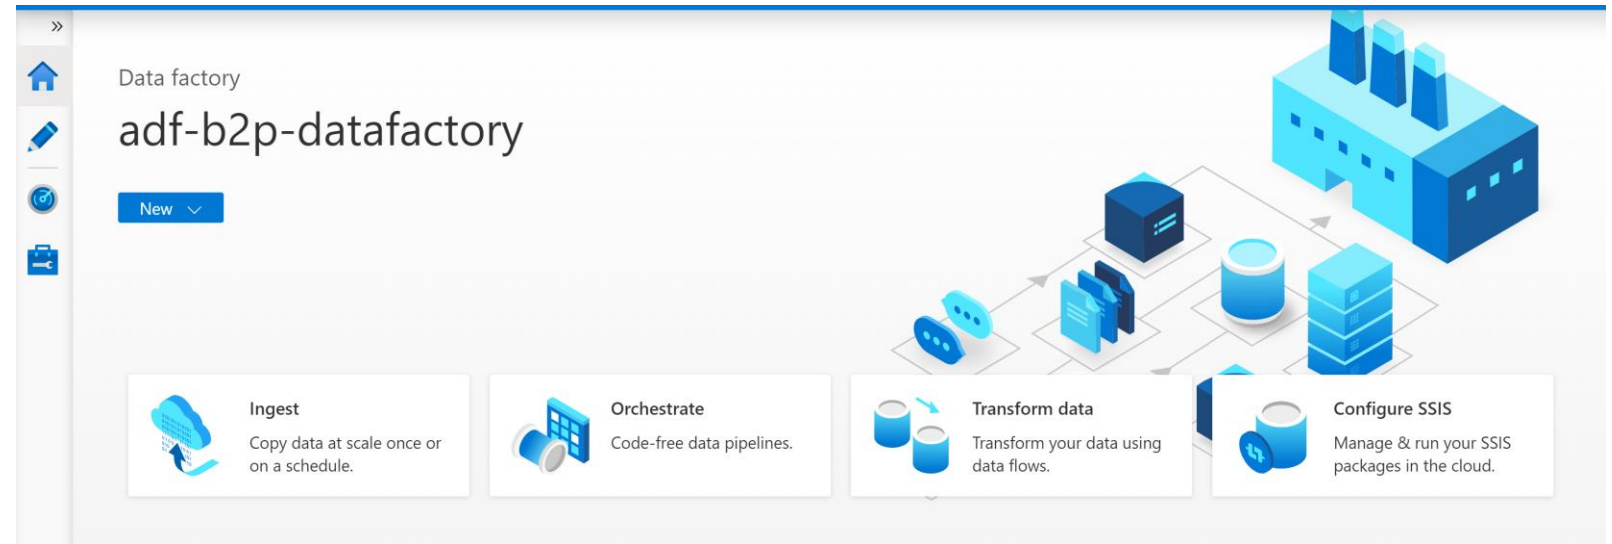 Data factory
adf-b2p-datafactory
New
Ingest
Copy data at scale once or
on a schedule.
Orchestrate
Code-free data pipelines.
Transform data
Transform your data using
data flows.
Configure SSIS
Manage & run your SSIS
packages in the cloud.